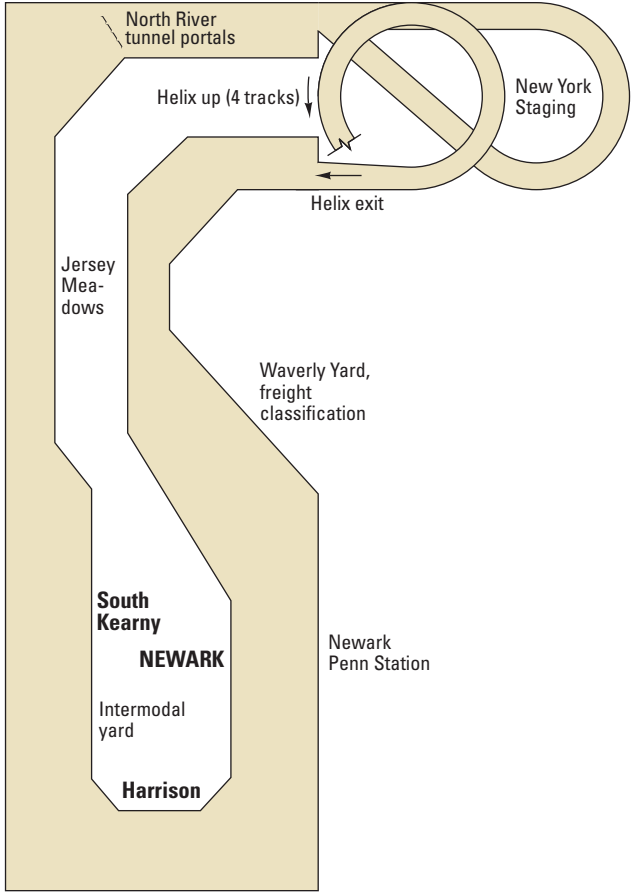 North River
tunnel portals
Helix up (4 tracks)
New York
Staging
Helix exit
Jersey
Mea-
dows
Waverly Yard,
freight
classification
South
Kearny
NEWARK
Newark
Penn Station
Intermodal
yard
Harrison